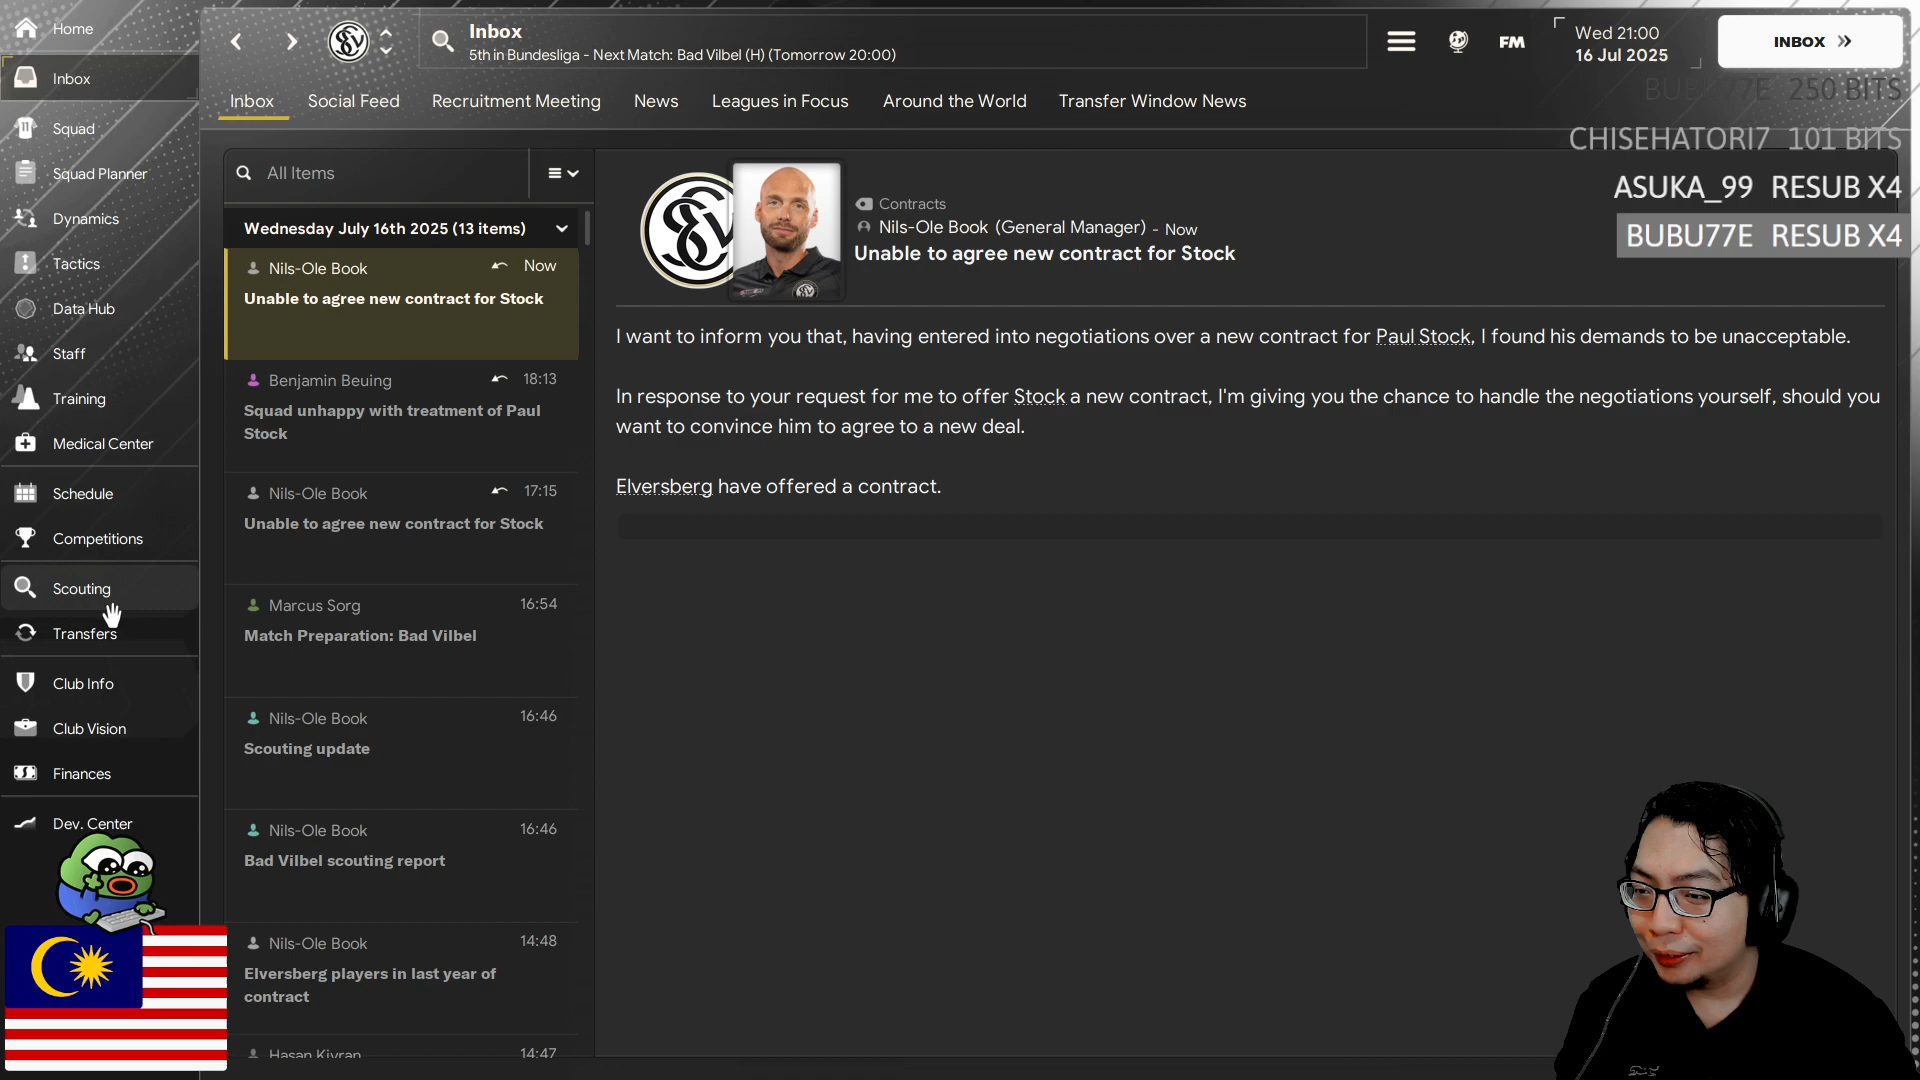 Home
Inbox
Squad
Squad Planner
Dynamics
Tactics
Data Hub
Staff
Training
Medical Center
Schedule
Competitions
Scouting
Transfers
Club Info
Club Vision
Finances
Dev. Center
Inbox
5th in Bundesliga - Next Match: Bad Vilbel (H) (Tomorrow 20:00)
FM
Wed 21:00
16 Jul 2025
INBOX
Inbox
Social Feed
Recruitment Meeting
News
Leagues in Focus
Around the World
Transfer Window News
BUBU77E 250 BITS
CHISEHATORI7 101 BITS
ASUKA_99 RESUB X4
BUBU77E RESUB X4
All Items
Wednesday July 16th 2025 (13 items)
Nils-Ole Book Now
Unable to agree new contract for Stock
Benjamin Beuing 18:13
Squad unhappy with treatment of Paul
Stock
Nils-Ole Book 17:15
Unable to agree new contract for Stock
Marcus Sorg 16:54
Match Preparation: Bad Vilbel
Nils-Ole Book 16:46
Scouting update
Nils-Ole Book 16:46
Bad Vilbel scouting report
Nils-Ole Book 14:48
Elversberg players in last year of
contract
Hasan Kivran 14:47
Contracts
Nils-Ole Book (General Manager) - Now
Unable to agree new contract for Stock
I want to inform you that, having entered into negotiations over a new contract for Paul Stock, I found his demands to be unacceptable.
In response to your request for me to offer Stock a new contract, I'm giving you the chance to handle the negotiations yourself, should you
want to convince him to agree to a new deal.
Elversberg have offered a contract.